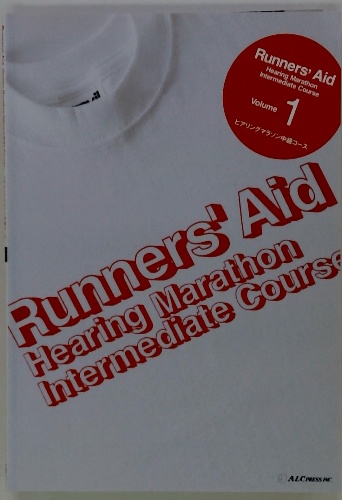 Runners' Aid
Hearing Marathon
Intermediate Course
Volume 1
ヒアリングマラソン中級コース
Runners' Aid
Hearing Marathon
Intermediate Course
ALC PRESS INC.